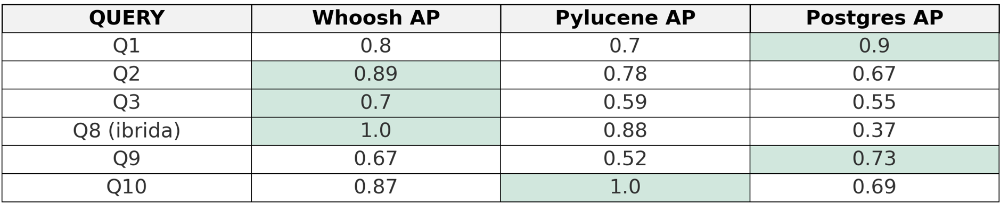 QUERY Whoosh AP Pylucene AP Postgres AP
Q1 0.8 0.7 0.9
Q2 0.89 0.78 0.67
Q3 0.7 0.59 0.55
Q8 (ibrida) 1.0 0.88 0.37
Q9 0.67 0.52 0.73
Q10 0.87 1.0 0.69